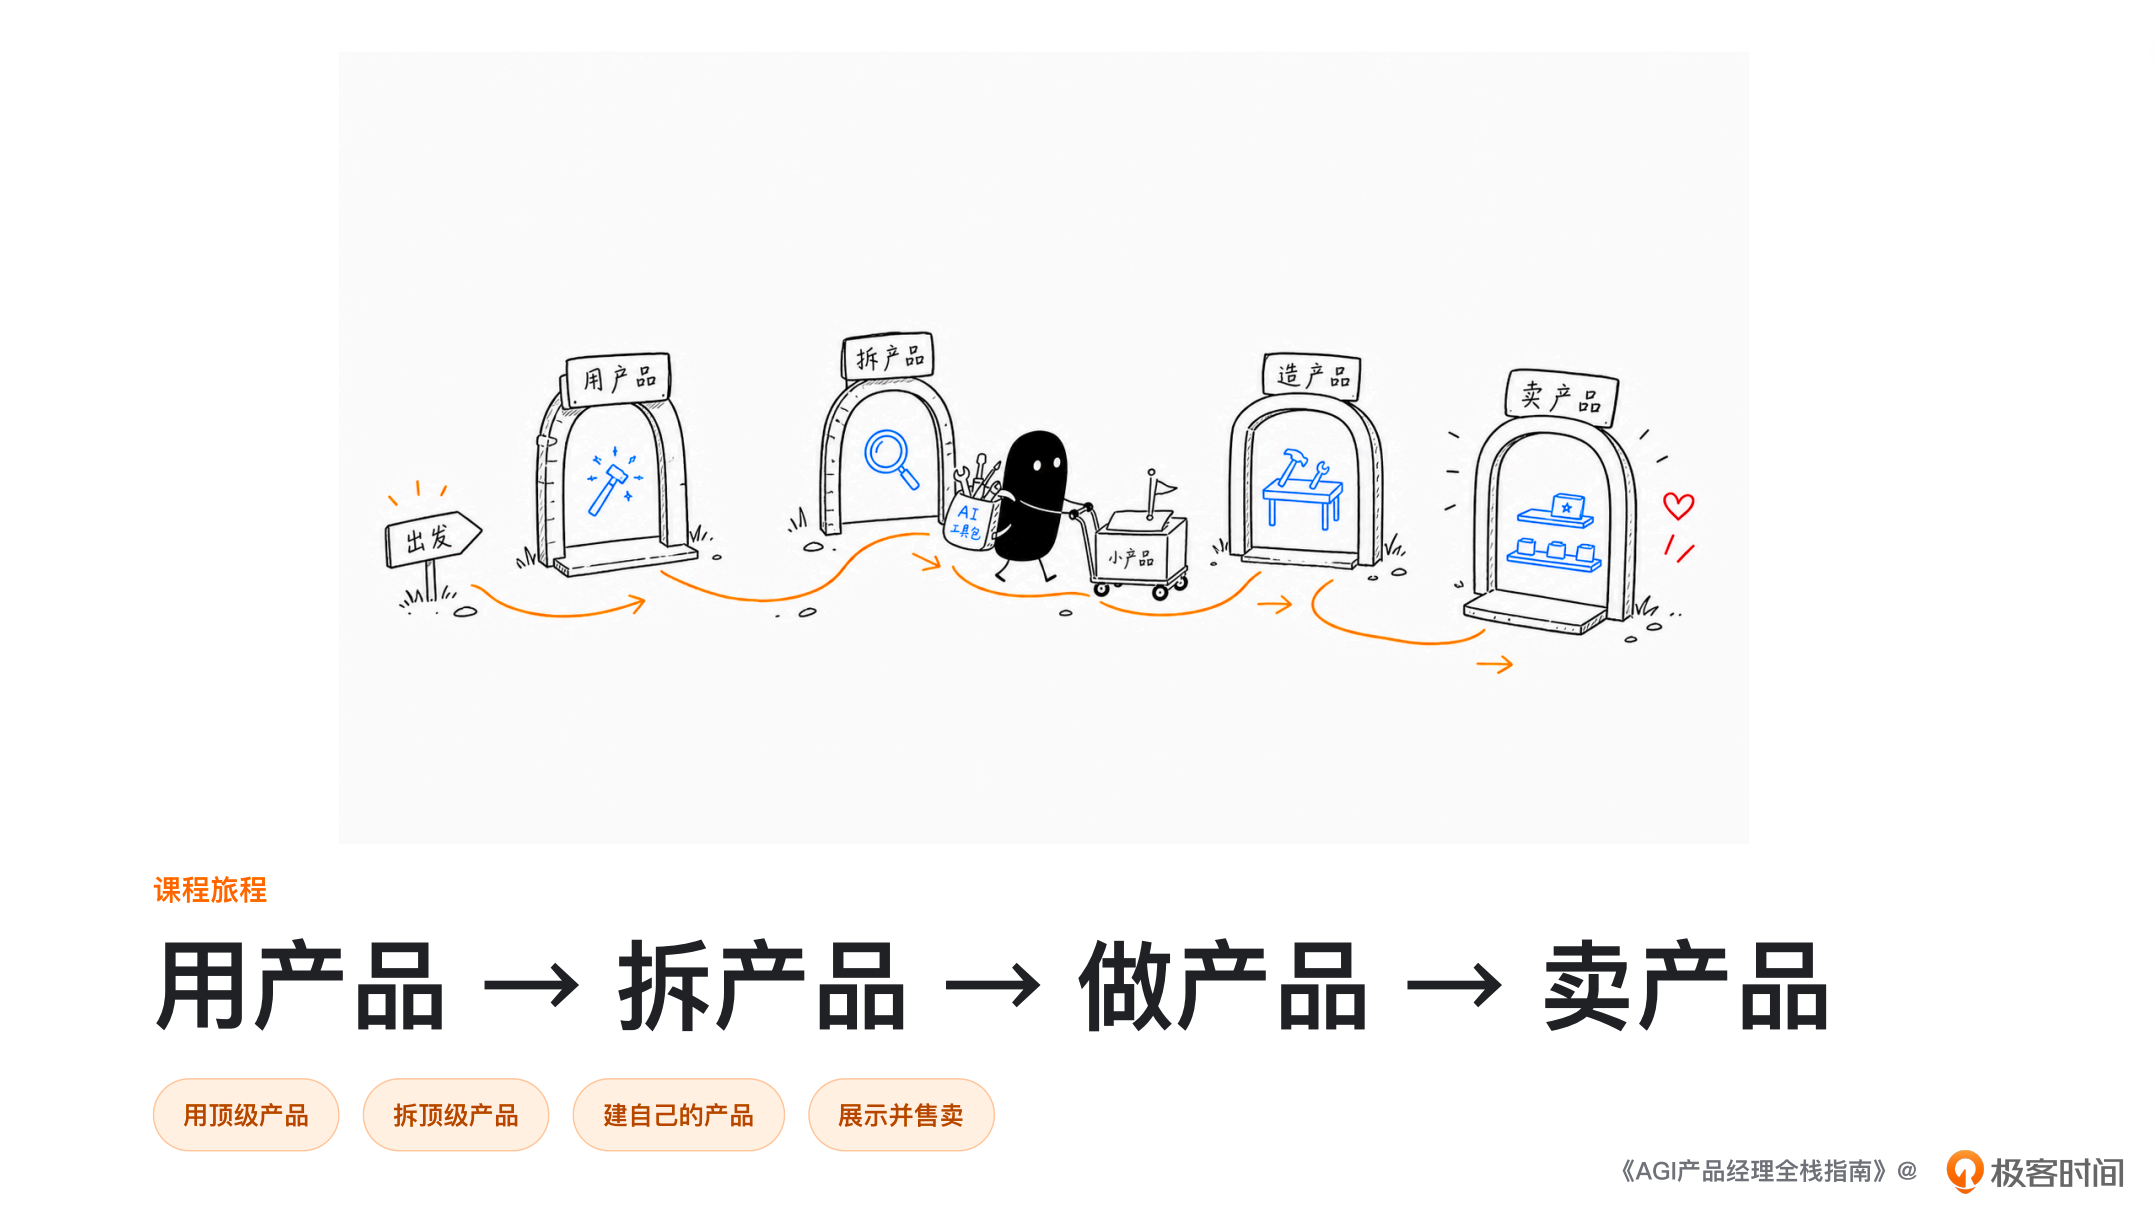 出发
用产品
拆产品
AI
工具包
小产品
造产品
卖产品
课程旅程
用产品 → 拆产品 → 做产品 → 卖产品
用顶级产品 拆顶级产品 建自己的产品 展示并售卖
《AGI产品经理全栈指南》@ 极客时间